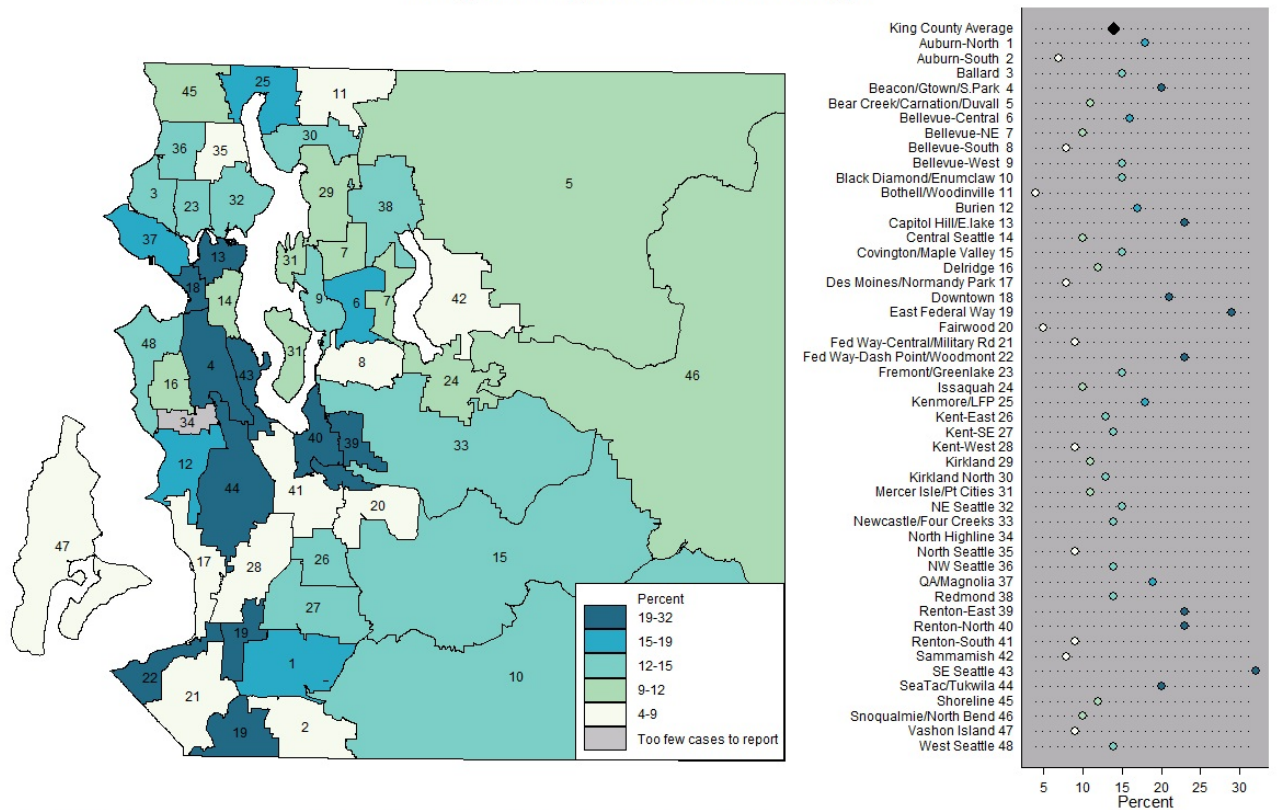 45
25
11
36
35
30
5
3
23
32
29
38
37
13
31
7
18
14
9
6
7
42
48
4
43
31
8
46
16
24
34
40
39
33
12
44
41
20
47
17
28
26
15
27
19
1
22
21
10
19
2
Percent
19-32
15-19
12-15
9-12
4-9
Too few cases to report
King County Average
Auburn-North 1
Auburn-South 2
Ballard 3
Beacon/Gtown/S.Park 4
Bear Creek/Carnation/Duvall 5
Bellevue-Central 6
Bellevue-NE 7
Bellevue-South 8
Bellevue-West 9
Black Diamond/Enumclaw 10
Bothell/Woodinville 11
Burien 12
Capitol Hill/E.lake 13
Central Seattle 14
Covington/Maple Valley 15
Delridge 16
Des Moines/Normandy Park 17
Downtown 18
East Federal Way 19
Fairwood 20
Fed Way-Central/Military Rd 21
Fed Way-Dash Point/Woodmont 22
Fremont/Greenlake 23
Issaquah 24
Kenmore/LFP 25
Kent-East 26
Kent-SE 27
Kent-West 28
Kirkland 29
Kirkland North 30
Mercer Isle/Pt Cities 31
NE Seattle 32
Newcastle/Four Creeks 33
North Highline 34
North Seattle 35
NW Seattle 36
QA/Magnolia 37
Redmond 38
Renton-East 39
Renton-North 40
Renton-South 41
Sammamish 42
SE Seattle 43
SeaTac/Tukwila 44
Shoreline 45
Snoqualmie/North Bend 46
Vashon Island 47
West Seattle 48
5 10 15 20 25 30
Percent